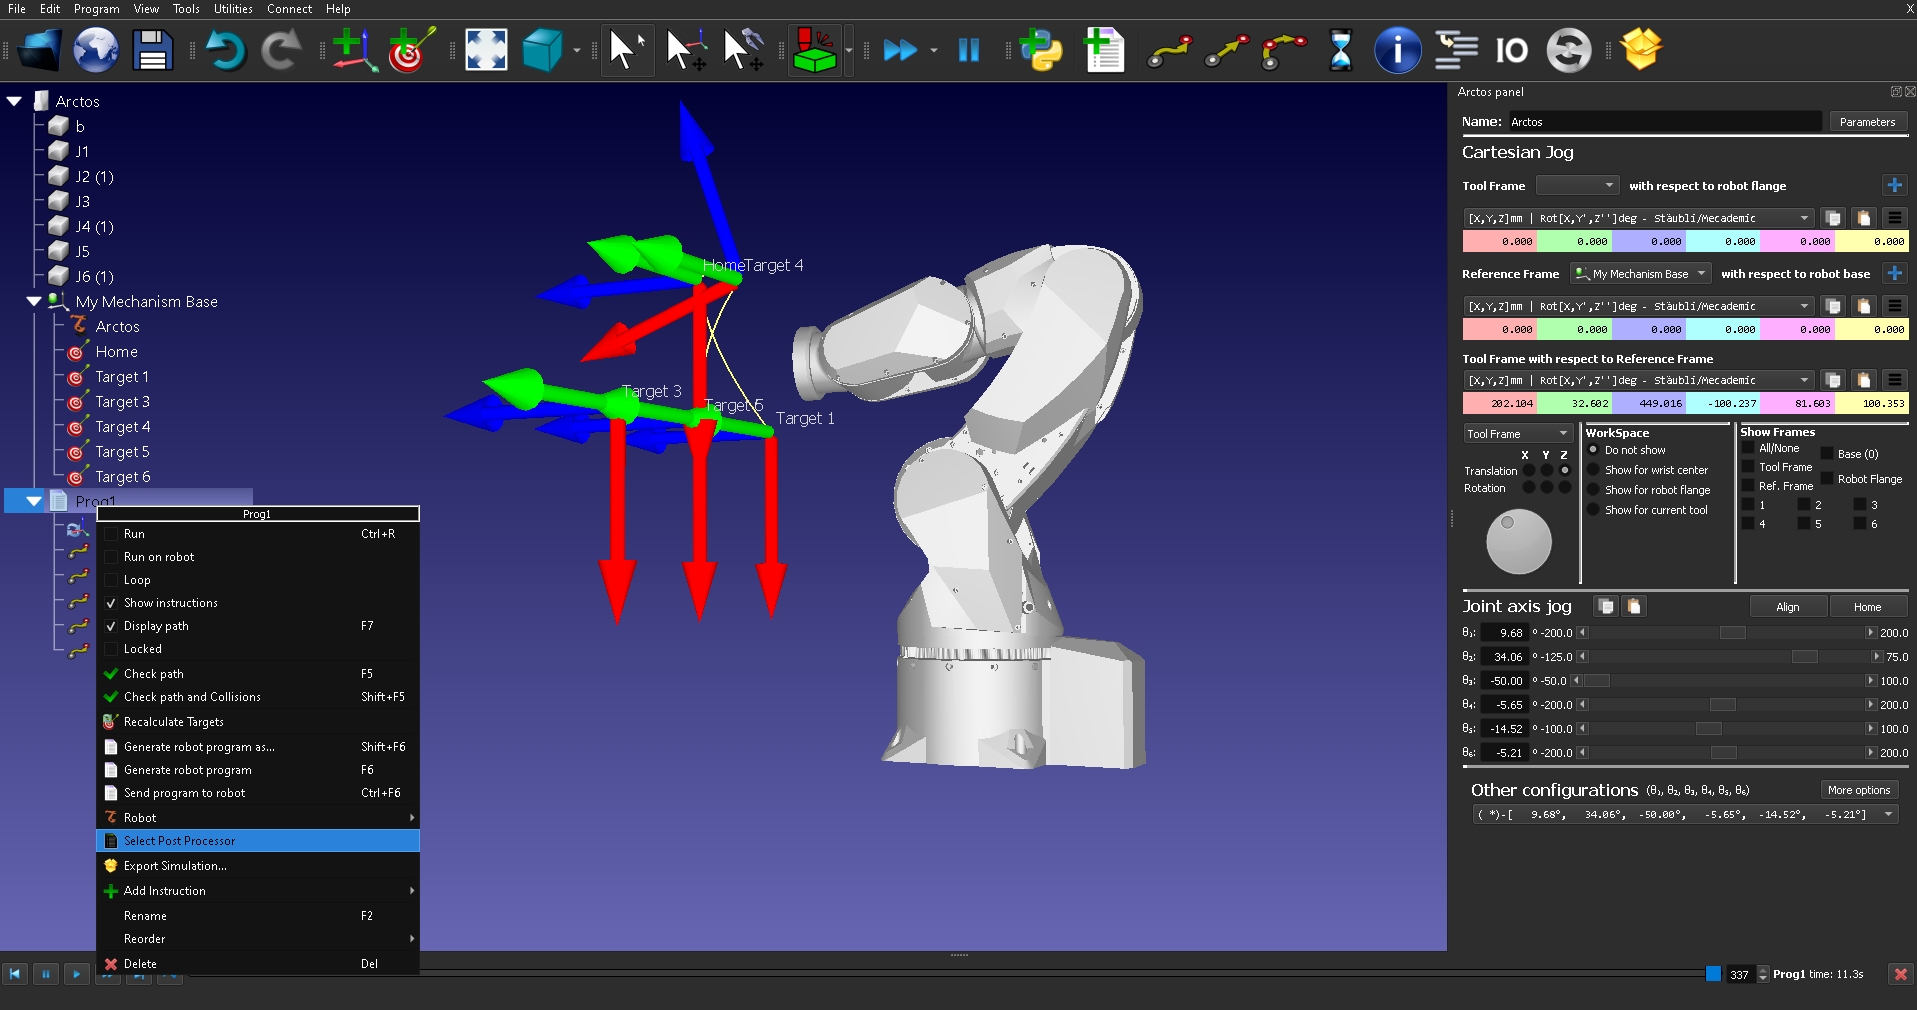 File Edit Program View Tools Utilities Connect Help X
IO
Arctos
b
J1
J2 (1)
J3
J4 (1)
J5
J6 (1)
My Mechanism Base
Arctos
Home
Target 1
Target 3
Target 4
Target 5
Target 6
Prog1
Prog1
Run Ctrl+R
Run on robot
Loop
Show instructions
Display path F7
Locked
Check path F5
Check path and Collisions Shift+F5
Recalculate Targets
Generate robot program as... Shift+F6
Generate robot program F6
Send program to robot Ctrl+F6
Robot
Select Post Processor
Export Simulation...
Add Instruction
Rename F2
Reorder
Delete Del
Home Target 4
Target 3
Target 5
Target 1
Arctos panel
Name: Arctos Parameters
Cartesian Jog
Tool Frame with respect to robot flange
[X,Y,Z]mm | Rot[X,Y',Z'']deg - Stäubli/Mecademic
0.000 0.000 0.000 0.000 0.000 0.000
Reference Frame My Mechanism Base with respect to robot base
[X,Y,Z]mm | Rot[X,Y',Z'']deg - Stäubli/Mecademic
0.000 0.000 0.000 0.000 0.000 0.000
Tool Frame with respect to Reference Frame
[X,Y,Z]mm | Rot[X,Y',Z'']deg - Stäubli/Mecademic
202.104 32.602 449.016 -100.237 81.603 100.353
Tool Frame
X Y Z
Translation
Rotation
WorkSpace
Do not show
Show for wrist center
Show for robot flange
Show for current tool
Show Frames
All/None Base (0)
Tool Frame Robot Flange
Ref. Frame
1 2 3
4 5 6
Joint axis jog Align Home
θ₁: 9.68 º -200.0 200.0
θ₂: 34.06 º -125.0 75.0
θ₃: -50.00 º -50.0 100.0
θ₄: -5.65 º -200.0 200.0
θ₅: -14.52 º -100.0 100.0
θ₆: -5.21 º -200.0 200.0
Other configurations (θ₁, θ₂, θ₃, θ₄, θ₅, θ₆) More options
( *)-[ 9.68°, 34.06°, -50.00°, -5.65°, -14.52°, -5.21°]
337 Prog1 time: 11.3s